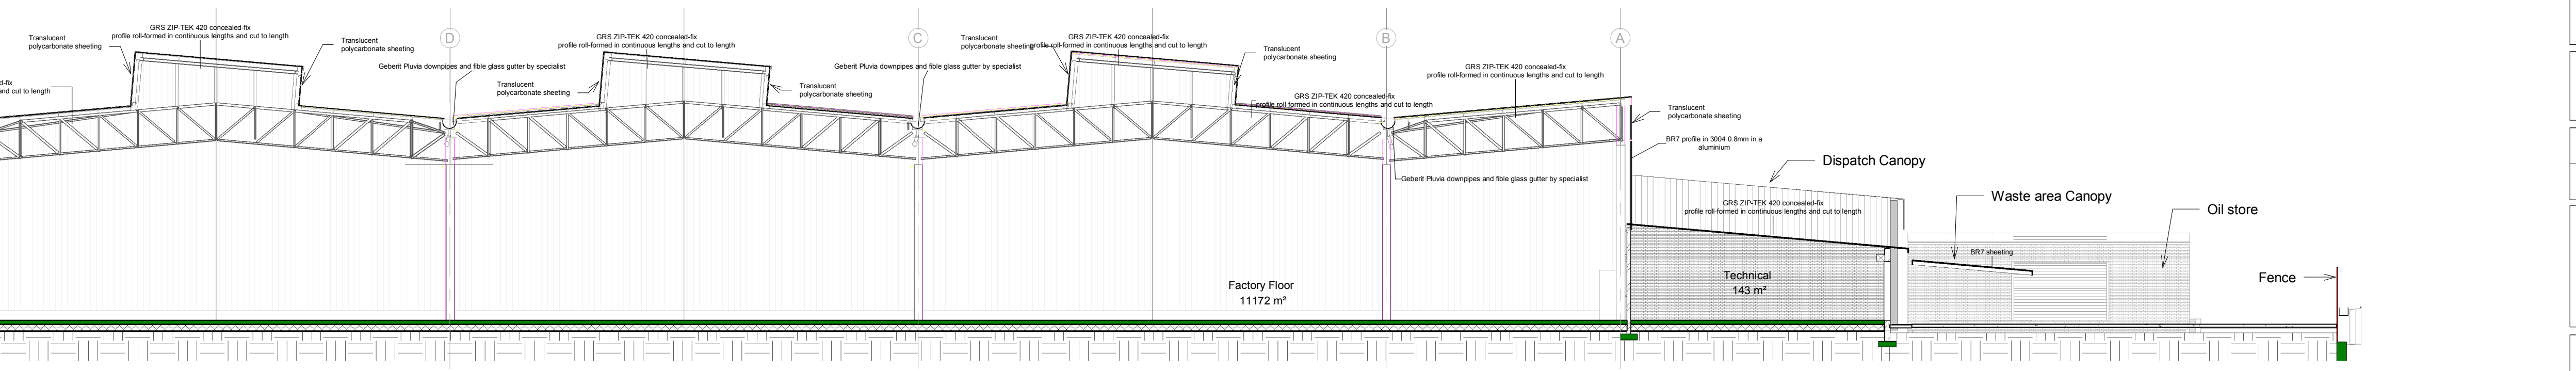 GRS ZIP-TEK 420 concealed-fix
profile roll-formed in continuous lengths and cut to length
Translucent
polycarbonate sheeting
Translucent
polycarbonate sheeting
d-fix
and cut to length
D
Geberit Pluvia downpipes and fible glass gutter by specialist
GRS ZIP-TEK 420 concealed-fix
profile roll-formed in continuous lengths and cut to length
Translucent
polycarbonate sheeting
Translucent
polycarbonate sheeting
C
Geberit Pluvia downpipes and fible glass gutter by specialist
Translucent
polycarbonate sheeting
GRS ZIP-TEK 420 concealed-fix
profile roll-formed in continuous lengths and cut to length
Translucent
polycarbonate sheeting
GRS ZIP-TEK 420 concealed-fix
profile roll-formed in continuous lengths and cut to length
B
GRS ZIP-TEK 420 concealed-fix
profile roll-formed in continuous lengths and cut to length
Geberit Pluvia downpipes and fible glass gutter by specialist
A
Translucent
polycarbonate sheeting
BR7 profile in 3004 0.8mm in a
aluminium
Dispatch Canopy
GRS ZIP-TEK 420 concealed-fix
profile roll-formed in continuous lengths and cut to length
Waste area Canopy
Oil store
BR7 sheeting
Fence
Factory Floor
11172 m²
Technical
143 m²